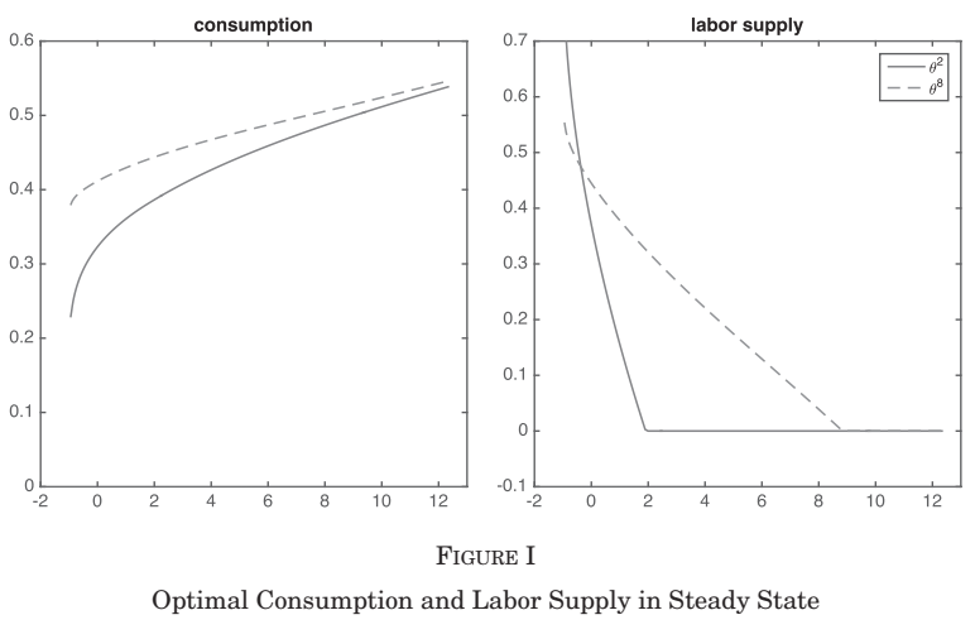 consumption
0.6
0.5
0.4
0.3
0.2
0.1
0
-2 0 2 4 6 8 10 12
labor supply
0.7
0.6
0.5
0.4
0.3
0.2
0.1
0
-0.1
-2 0 2 4 6 8 10 12
θ²
θ⁸
FIGURE I
Optimal Consumption and Labor Supply in Steady State